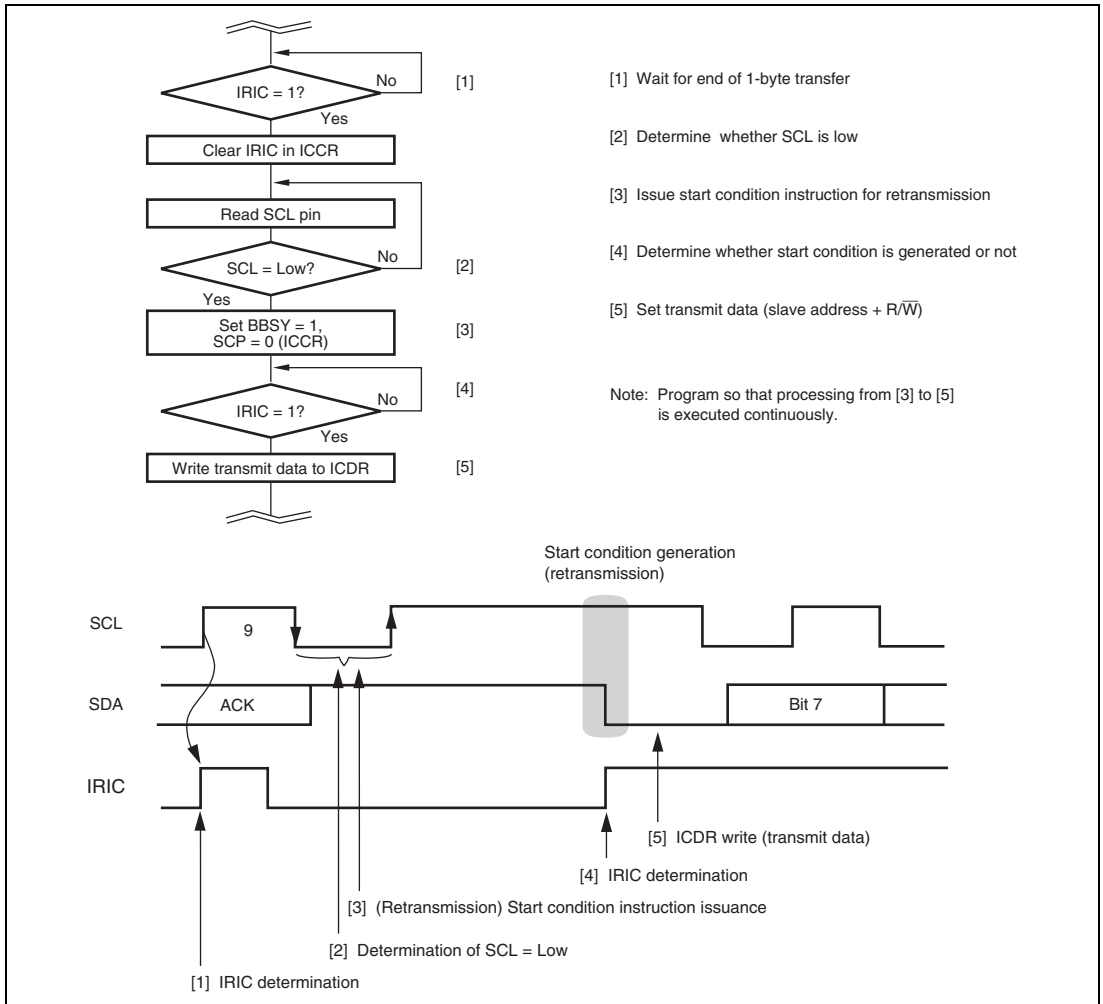 IRIC = 1?
No
[1]
Yes
Clear IRIC in ICCR
Read SCL pin
SCL = Low?
No
[2]
Yes
Set BBSY = 1,
SCP = 0 (ICCR)
[3]
[4]
IRIC = 1?
No
Yes
Write transmit data to ICDR
[5]
[1] Wait for end of 1-byte transfer
[2] Determine whether SCL is low
[3] Issue start condition instruction for retransmission
[4] Determine whether start condition is generated or not
[5] Set transmit data (slave address + R/W̅)
Note: Program so that processing from [3] to [5]
is executed continuously.
Start condition generation
(retransmission)
SCL
9
SDA
ACK
Bit 7
IRIC
[5] ICDR write (transmit data)
[4] IRIC determination
[3] (Retransmission) Start condition instruction issuance
[2] Determination of SCL = Low
[1] IRIC determination